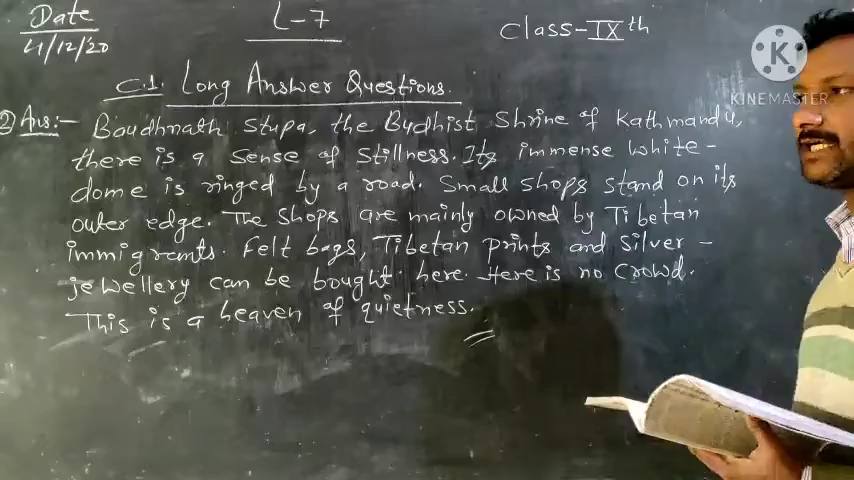 Date
4/12/20
L-7
Class-IXth
KINEMASTER
C.1. Long Answer Questions.
② Ans:- Boudhnath Stupa, the Budhist Shrine of Kathmandu,
there is a sense of stillness. Its immense white-
dome is ringed by a road. Small shops stand on its
outer edge. The shops are mainly owned by Tibetan
immigrants. Felt bags, Tibetan prints and silver-
jewellery can be bought here. Here is no crowd.
This is a heaven of quietness.